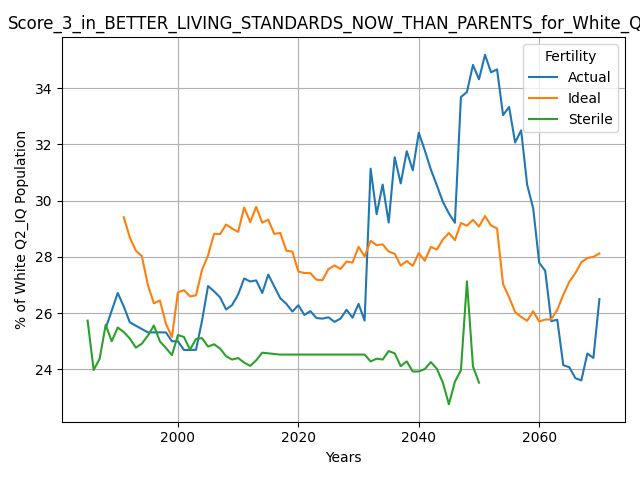 Score_3_in_BETTER_LIVING_STANDARDS_NOW_THAN_PARENTS_for_White_Q
Fertility
Actual
Ideal
Sterile
% of White Q2_IQ Population
34
32
30
28
26
24
2000
2020
2040
2060
Years